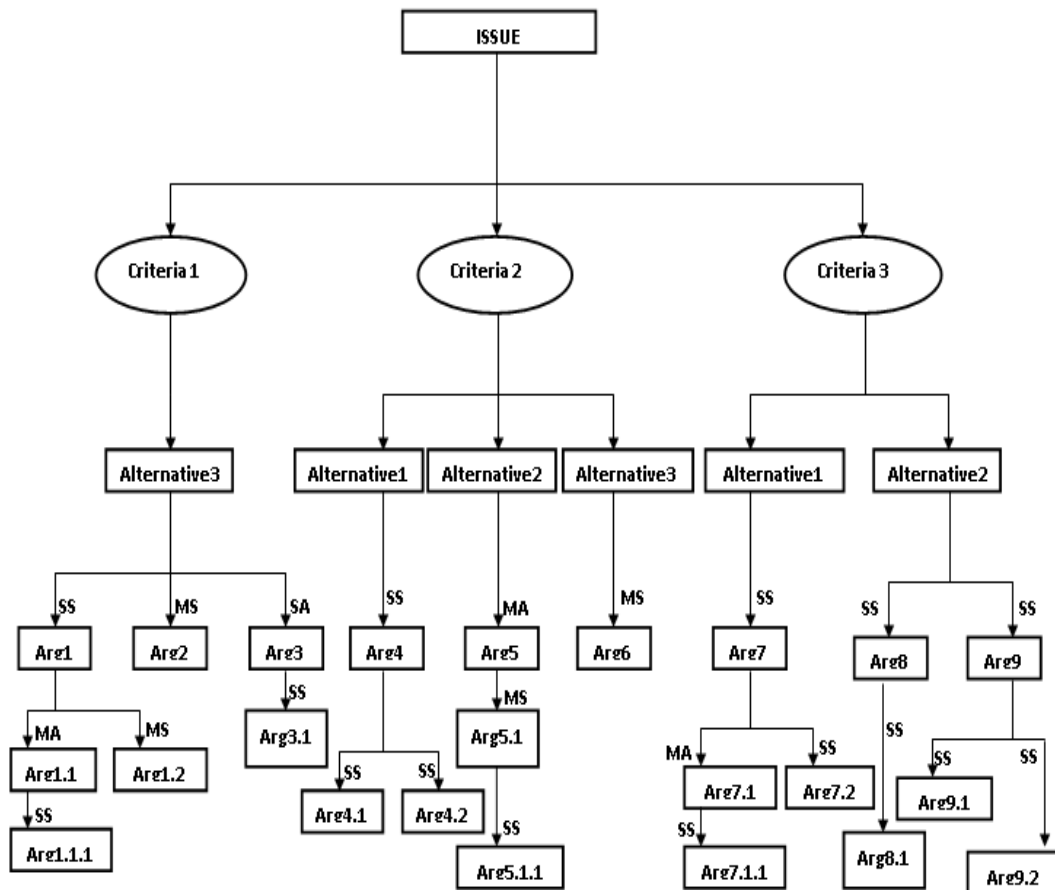 ISSUE
Criteria 1
Criteria 2
Criteria 3
Alternative3
Alternative1
Alternative2
Alternative3
Alternative1
Alternative2
SS
MS
SA
SS
MA
MS
SS
SS
SS
Arg1
Arg2
Arg3
Arg4
Arg5
Arg6
Arg7
Arg8
Arg9
SS
MS
MA
MS
Arg3.1
Arg5.1
SS
SS
MA
SS
Arg1.1
Arg1.2
SS
SS
SS
SS
Arg7.1
Arg7.2
Arg9.1
SS
Arg4.1
Arg4.2
SS
SS
Arg1.1.1
Arg5.1.1
Arg7.1.1
Arg8.1
Arg9.2